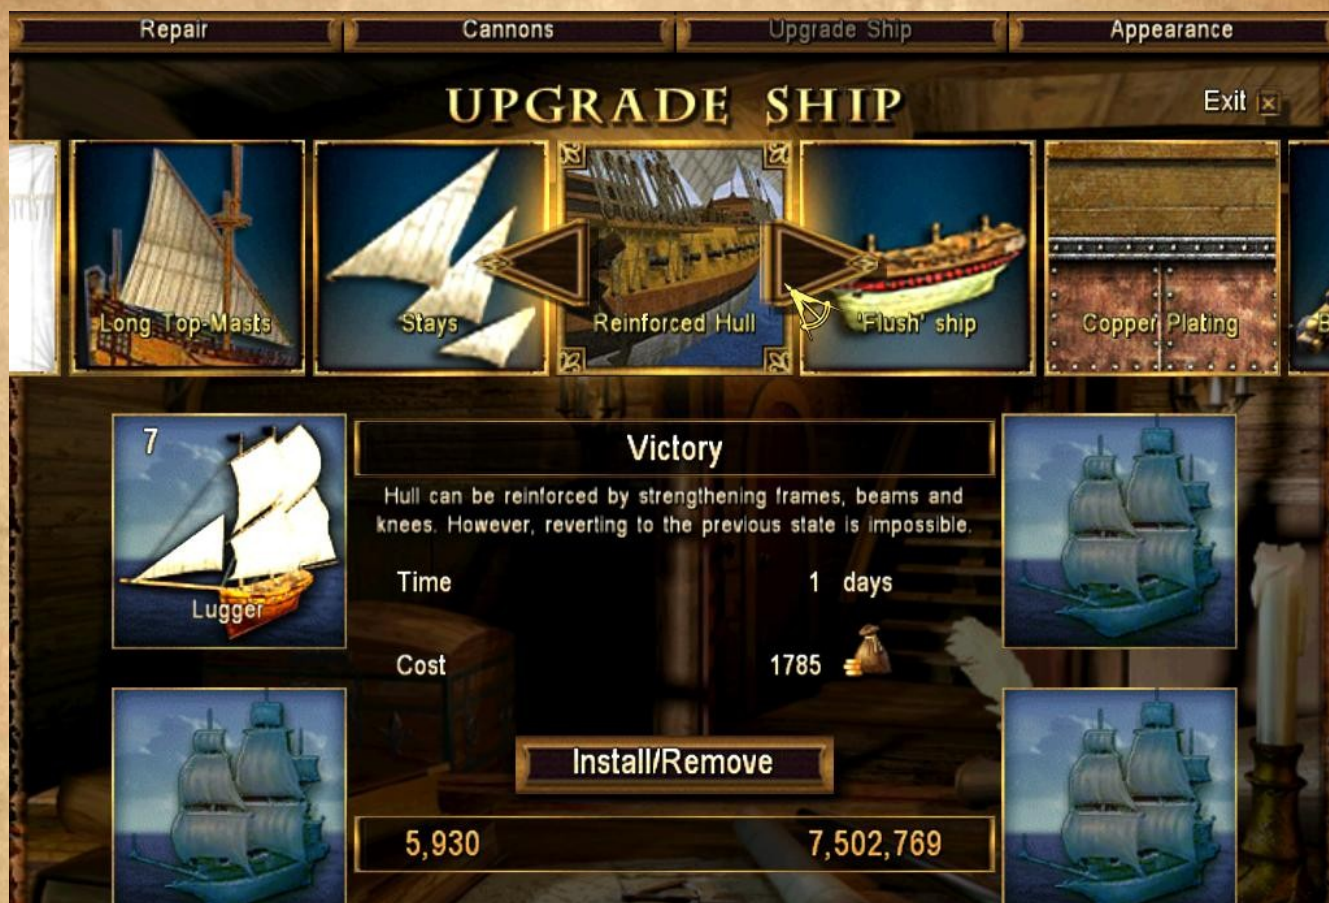 Repair
Cannons
Upgrade Ship
Appearance
UPGRADE SHIP
Exit
Long Top-Masts
Stays
Reinforced Hull
'Flush' ship
Copper Plating
7
Lugger
Victory
Hull can be reinforced by strengthening frames, beams and
knees. However, reverting to the previous state is impossible.
Time
1 days
Cost
1785
Install/Remove
5,930
7,502,769